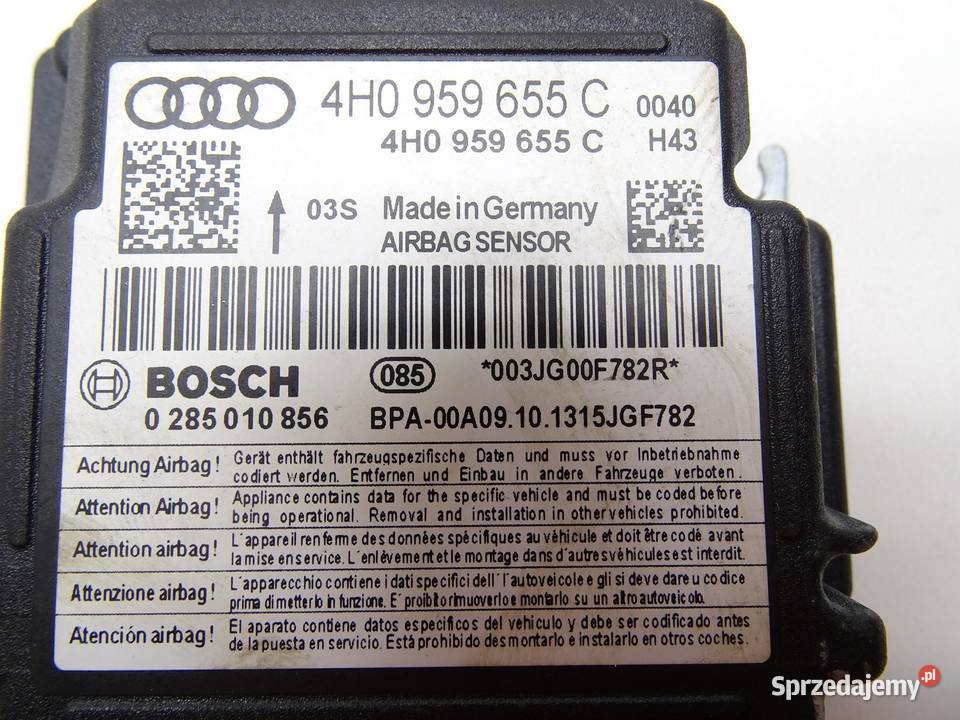 4H0 959 655 C 0040
4H0 959 655 C H43
03S Made in Germany
AIRBAG SENSOR
BOSCH 085 *003JG00F782R*
0 285 010 856 BPA-00A09.10.1315JGF782
Achtung Airbag! Gerät enthält fahrzeugspezifische Daten und muss vor Inbetriebnahme
codiert werden. Entfernen und Einbau in andere Fahrzeuge verboten.
Attention Airbag! Appliance contains data for the specific vehicle and must be coded before
being operational. Removal and installation in other vehicles prohibited.
Attention airbag! L'appareil renferme des données spécifiques au véhicule et doit être codé avant
la mise en service. L'enlèvement et le montage dans d'autres véhicules est interdit.
Attenzione airbag! L'apparecchio contiene i dati specifici dell'autoveicolo e gli si deve dare u codice
prima di metterlo in funzione. E' proibito rimuoverlo e montarlo su un altro autoveicolo.
Atención airbag! El aparato contiene datos especificos del vehiculo y debe ser codificado antes
de la puesta en servicio. Está prohibido desmontarlo e instalarlo en otros coches.
Sprzedajemy.pl